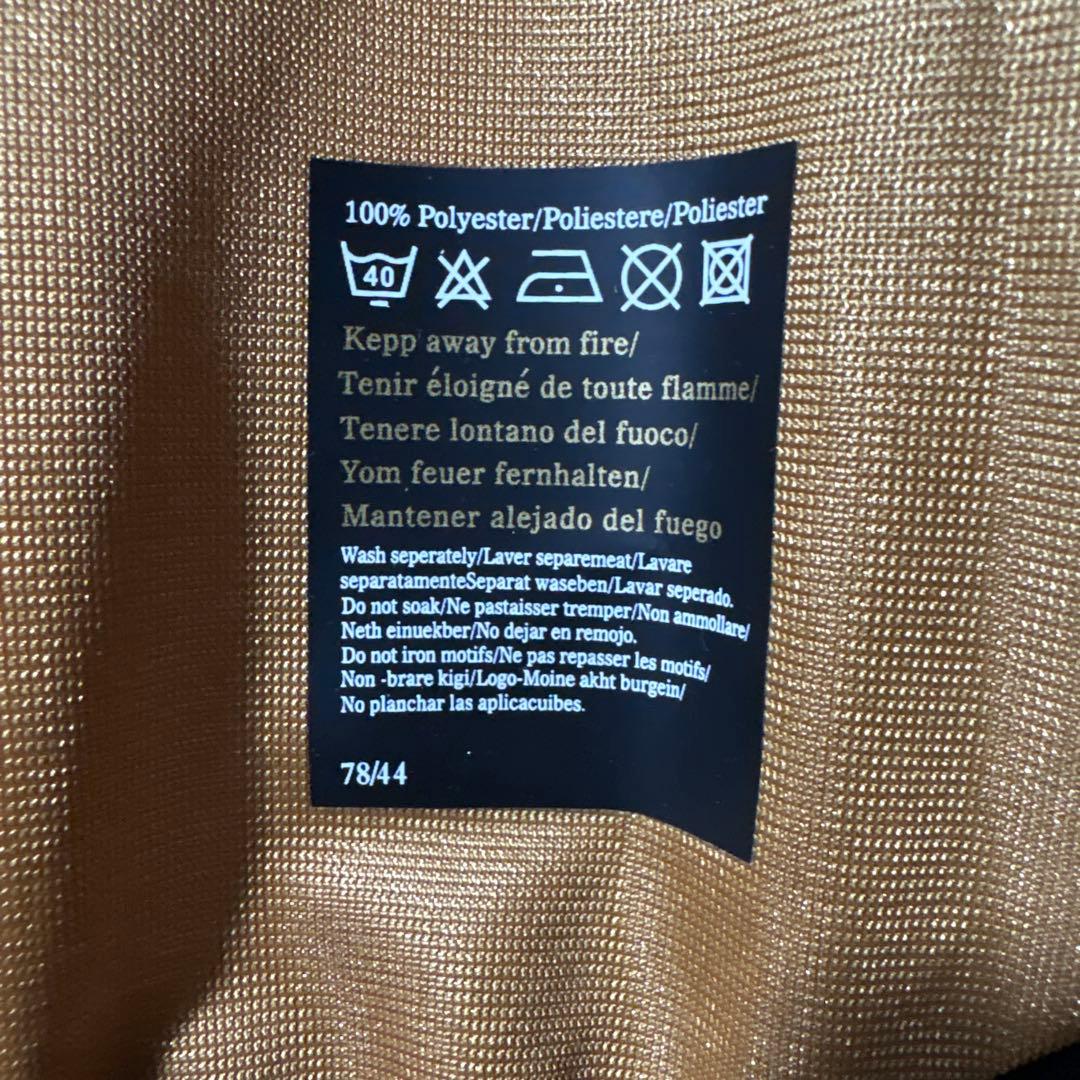 100% Polyester/Poliestere/Poliester
40
Kepp away from fire/
Tenir éloigné de toute flamme/
Tenere lontano del fuoco/
Yom feuer fernhalten/
Mantener alejado del fuego
Wash seperately/Laver separemeat/Lavare
separatamenteSeparat waseben/Lavar seperado.
Do not soak/Ne pastaisser tremper/Non ammollare/
Neth einuekber/No dejar en remojo.
Do not iron motifs/Ne pas repasser les motifs/
Non -brare kigi/Logo-Moine akht burgein/
No planchar las aplicacuibes.
78/44